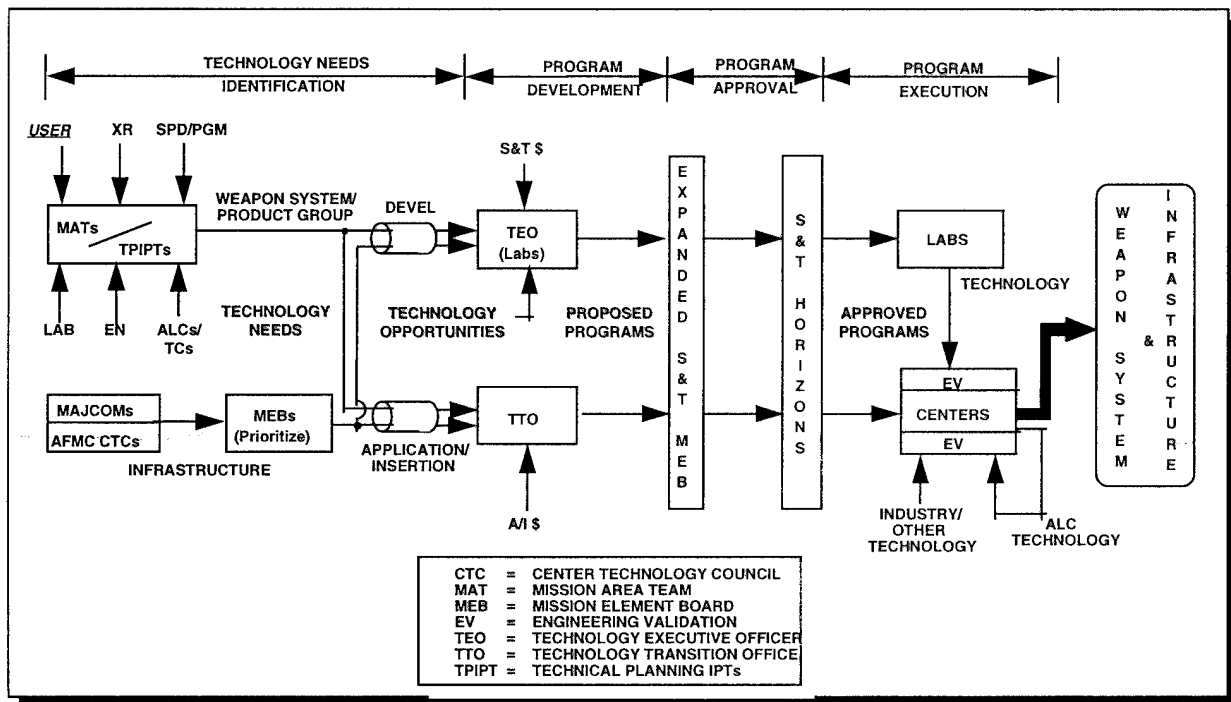 TECHNOLOGY NEEDS
IDENTIFICATION
PROGRAM
DEVELOPMENT
PROGRAM
APPROVAL
PROGRAM
EXECUTION
USER
XR
SPD/PGM
S&T $
MATs
TPIPTs
WEAPON SYSTEM/
PRODUCT GROUP
DEVEL
TEO
(Labs)
LAB
EN
ALCs/
TCs
TECHNOLOGY
NEEDS
TECHNOLOGY
OPPORTUNITIES
PROPOSED
PROGRAMS
EXPANDED S&T MEB
S&T HORIZONS
LABS
TECHNOLOGY
APPROVED
PROGRAMS
WEAPON SYSTEM
&
INFRASTRUCTURE
MAJCOMs
AFMC CTCs
INFRASTRUCTURE
MEBs
(Prioritize)
APPLICATION/
INSERTION
TTO
A/I $
EV
CENTERS
EV
INDUSTRY/
OTHER
TECHNOLOGY
ALC
TECHNOLOGY
CTC = CENTER TECHNOLOGY COUNCIL
MAT = MISSION AREA TEAM
MEB = MISSION ELEMENT BOARD
EV = ENGINEERING VALIDATION
TEO = TECHNOLOGY EXECUTIVE OFFICER
TTO = TECHNOLOGY TRANSITION OFFICE
TPIPT = TECHNICAL PLANNING IPTs